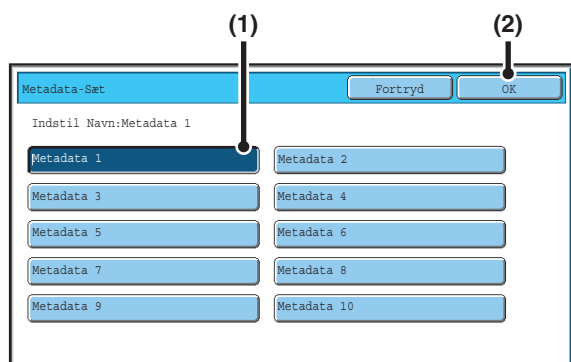 (1) (2)
Metadata-Sæt Fortryd OK
Indstil Navn:Metadata 1
Metadata 1 Metadata 2
Metadata 3 Metadata 4
Metadata 5 Metadata 6
Metadata 7 Metadata 8
Metadata 9 Metadata 10